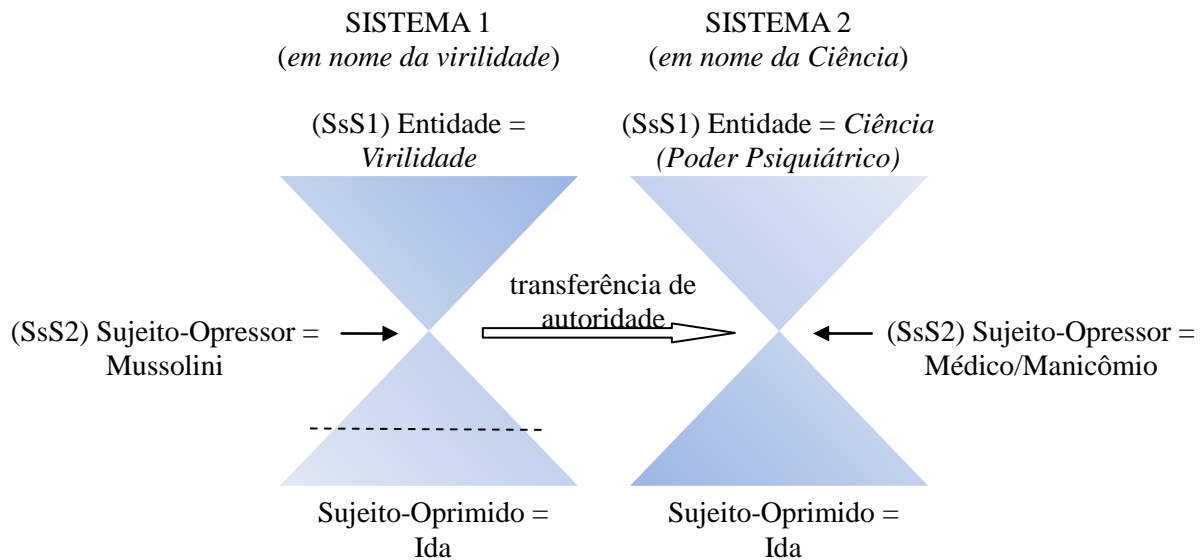 SISTEMA 1
(em nome da virilidade)
SISTEMA 2
(em nome da Ciência)
(SsS1) Entidade =
Virilidade
(SsS1) Entidade = Ciência
(Poder Psiquiátrico)
transferência de
autoridade
(SsS2) Sujeito-Opressor =
Mussolini
(SsS2) Sujeito-Opressor =
Médico/Manicômio
Sujeito-Oprimido =
Ida
Sujeito-Oprimido =
Ida